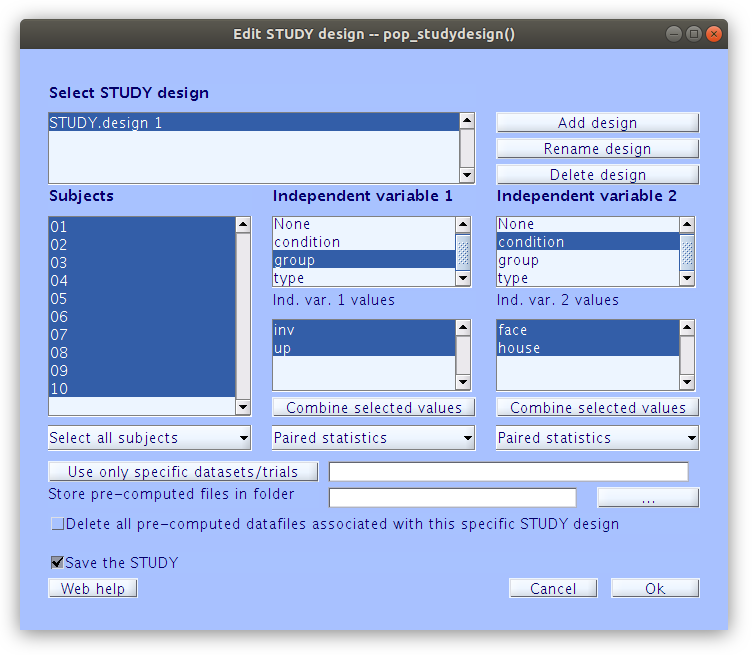 Edit STUDY design -- pop_studydesign()
Select STUDY design
STUDY.design 1
Add design
Rename design
Delete design
Subjects
Independent variable 1
Independent variable 2
01
02
03
04
05
06
07
08
09
10
None
condition
group
type
None
condition
group
type
Ind. var. 1 values
Ind. var. 2 values
inv
up
face
house
Combine selected values
Combine selected values
Select all subjects
Paired statistics
Paired statistics
Use only specific datasets/trials
Store pre-computed files in folder
...
Delete all pre-computed datafiles associated with this specific STUDY design
Save the STUDY
Web help
Cancel
Ok